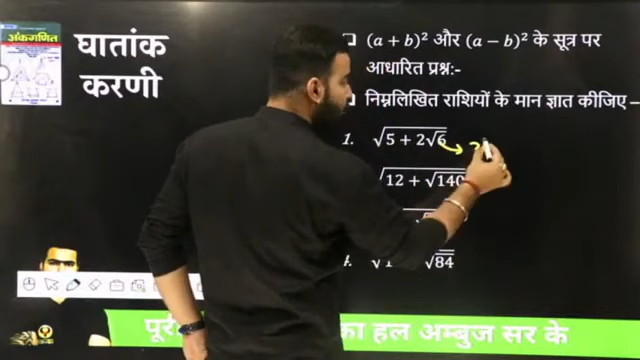 अंकगणित
घातांक
करणी
(a + b)² और (a − b)² के सूत्र पर
आधारित प्रश्न:-
निम्नलिखित राशियों के मान ज्ञात कीजिए –
1. √(5 + 2√6)
√(12 + √140)
√84
का हल अम्बुज सर के